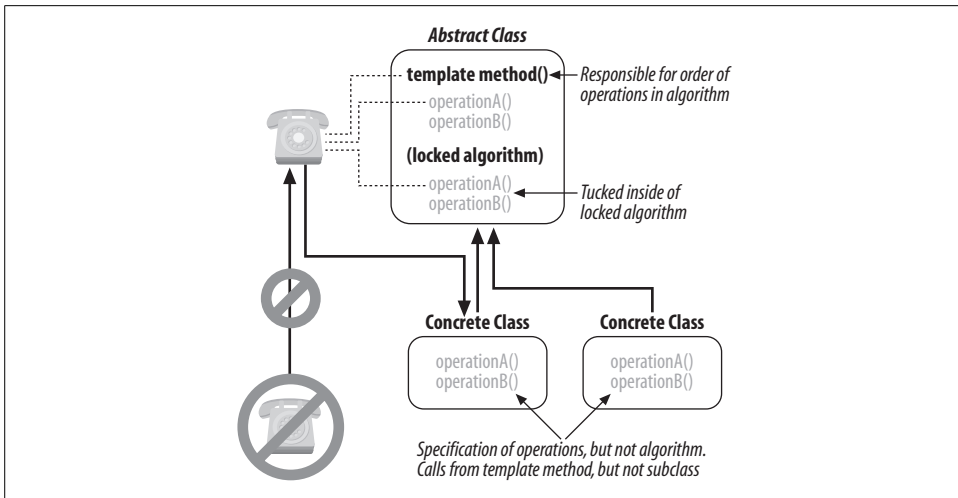 Abstract Class
template method()
Responsible for order of
operations in algorithm
operationA()
operationB()
(locked algorithm)
operationA()
operationB()
Tucked inside of
locked algorithm
Concrete Class
Concrete Class
operationA()
operationB()
operationA()
operationB()
Specification of operations, but not algorithm.
Calls from template method, but not subclass